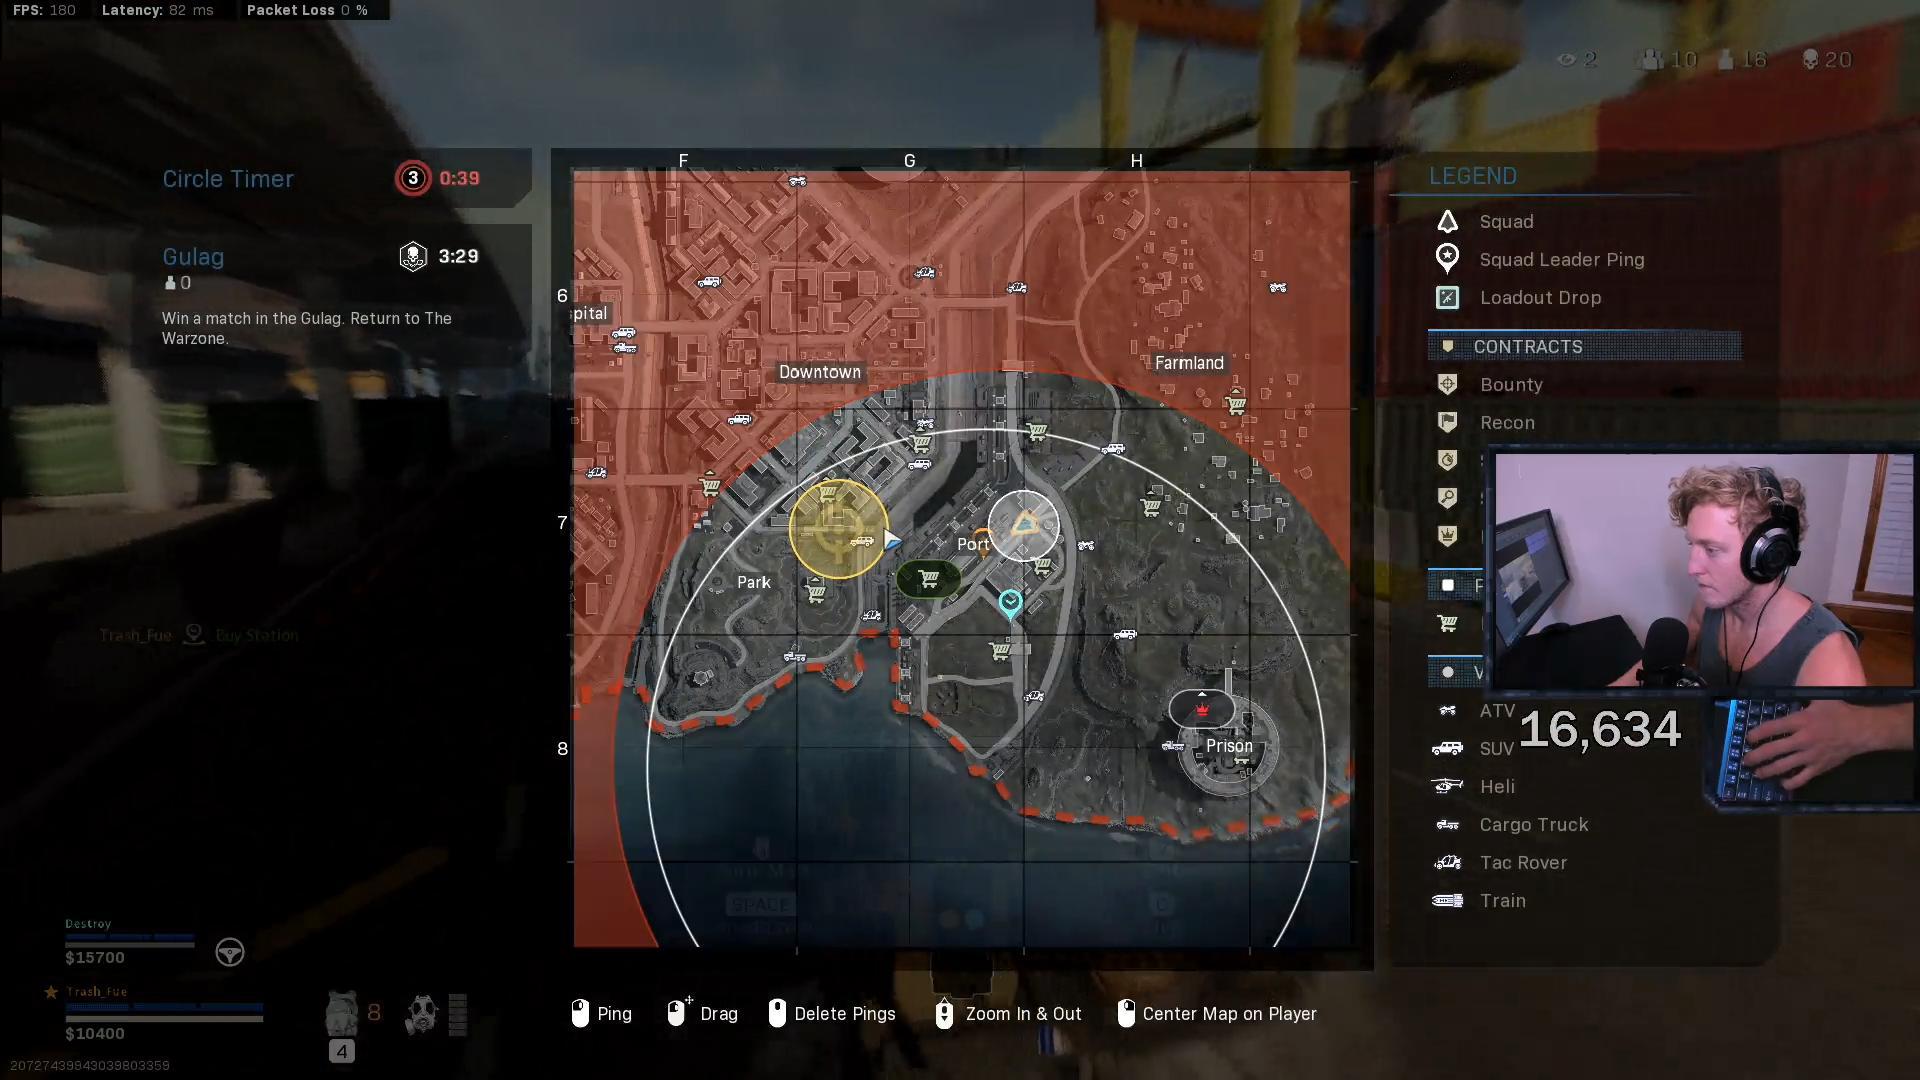 FPS: 180 Latency: 82 ms Packet Loss 0 %
2 10 16 20
Circle Timer 3 0:39
Gulag 3:29
0
Win a match in the Gulag. Return to The
Warzone.
Trash_Fue Buy Station
Destroy
$15700
Trash_Fue
$10400
8
4
20727439943039803359
F G H
6
7
8
pital
Downtown
Farmland
Port
Park
Prison
SPACE
C
Ping Drag Delete Pings Zoom In & Out Center Map on Player
LEGEND
Squad
Squad Leader Ping
Loadout Drop
CONTRACTS
Bounty
Recon
ATV
SUV
Heli
Cargo Truck
Tac Rover
Train
16,634